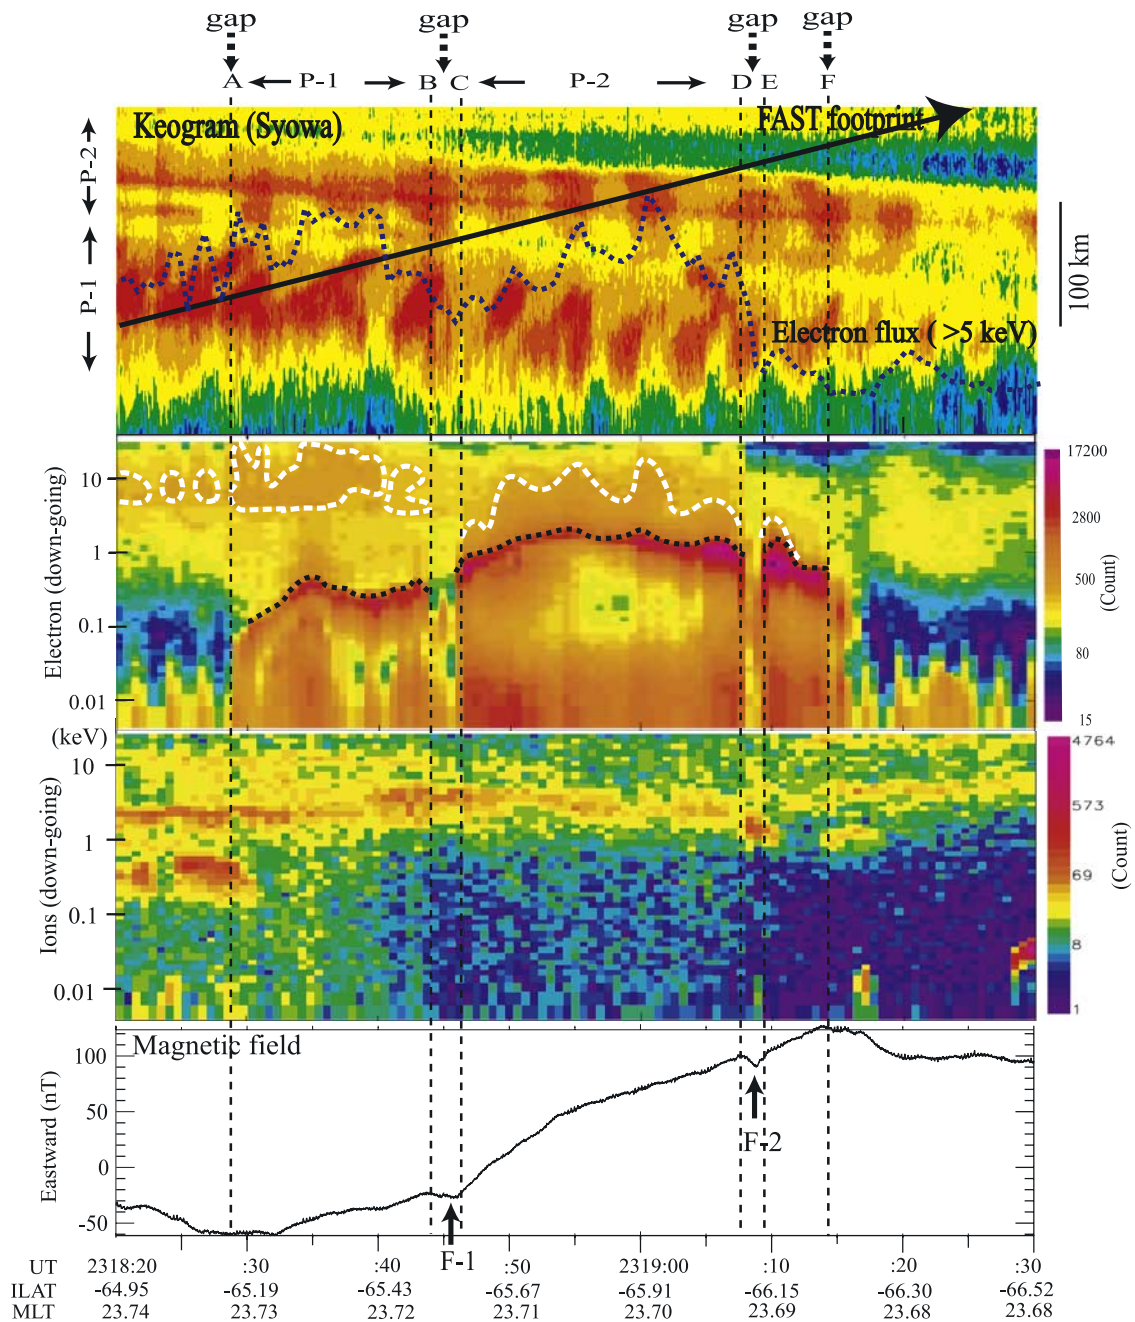 gap gap gap gap
A P-1 B C P-2 D E F
Keogram (Syowa)
FAST footprint
P-2
P-1
100 km
Electron flux ( >5 keV)
Electron (down-going)
10
1
0.1
0.01
(keV)
17200
2800
500
80
15
(Count)
Ions (down-going)
10
1
0.1
0.01
4764
573
69
8
1
(Count)
Magnetic field
Eastward (nT)
100
50
0
-50
F-1
F-2
UT 2318:20 :30 :40 :50 2319:00 :10 :20 :30
ILAT -64.95 -65.19 -65.43 -65.67 -65.91 -66.15 -66.30 -66.52
MLT 23.74 23.73 23.72 23.71 23.70 23.69 23.68 23.68